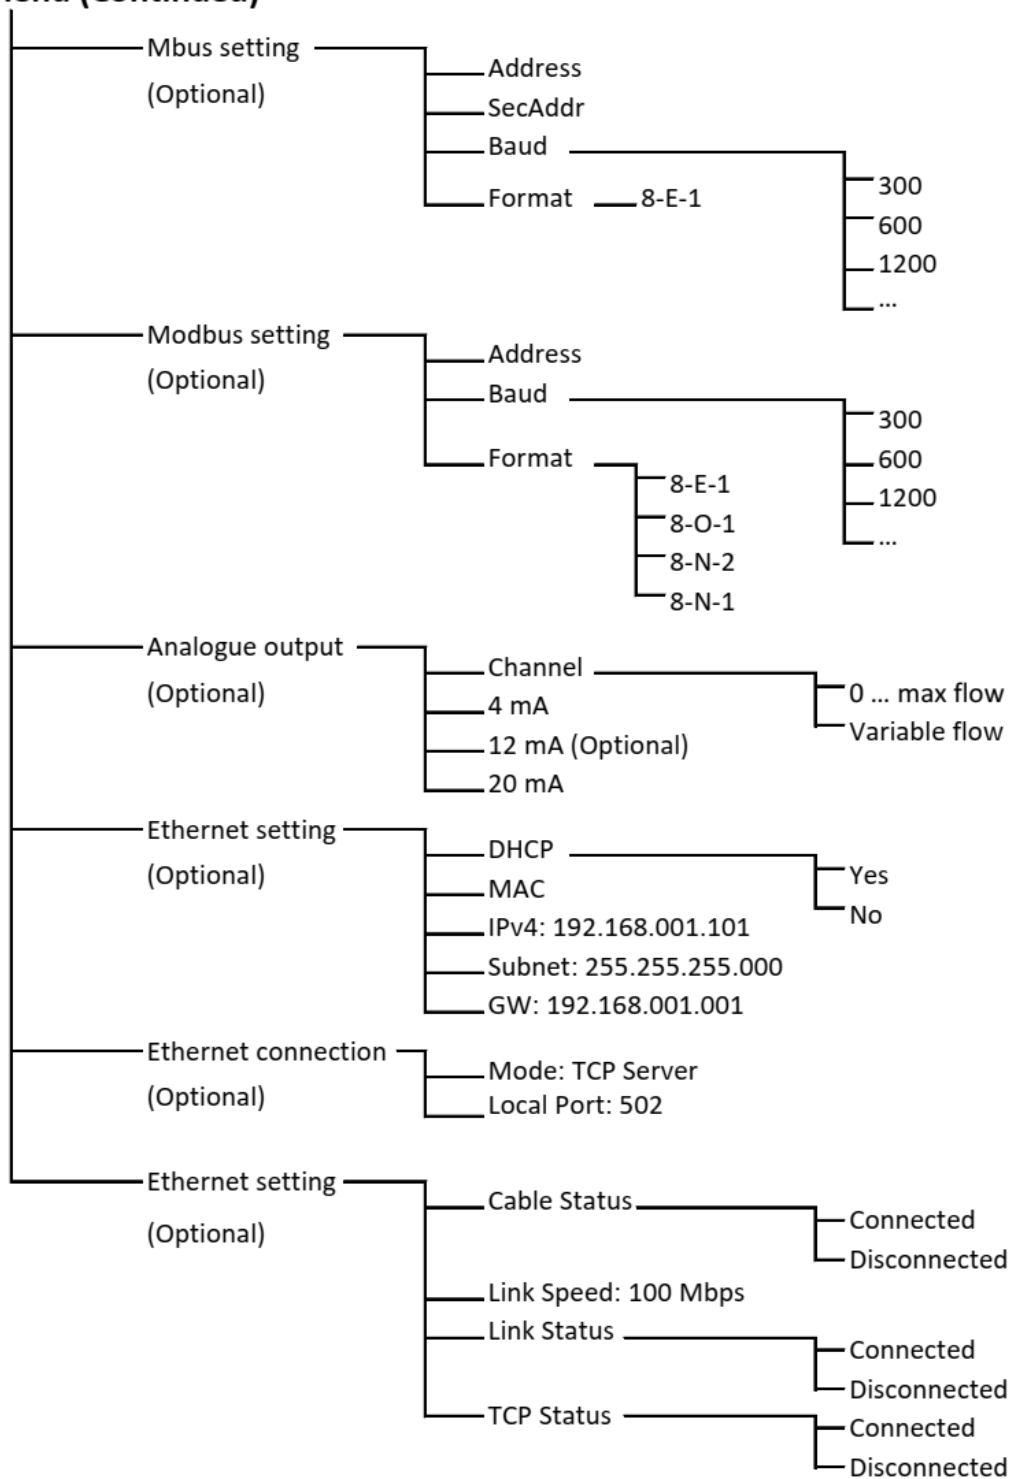 (Continued)
Mbus setting
(Optional)
Address
SecAddr
Baud
300
600
1200
...
Format 8-E-1
Modbus setting
(Optional)
Address
Baud
300
600
1200
...
Format
8-E-1
8-O-1
8-N-2
8-N-1
Analogue output
(Optional)
Channel
0 ... max flow
Variable flow
4 mA
12 mA (Optional)
20 mA
Ethernet setting
(Optional)
DHCP
Yes
No
MAC
IPv4: 192.168.001.101
Subnet: 255.255.255.000
GW: 192.168.001.001
Ethernet connection
(Optional)
Mode: TCP Server
Local Port: 502
Ethernet setting
(Optional)
Cable Status
Connected
Disconnected
Link Speed: 100 Mbps
Link Status
Connected
Disconnected
TCP Status
Connected
Disconnected